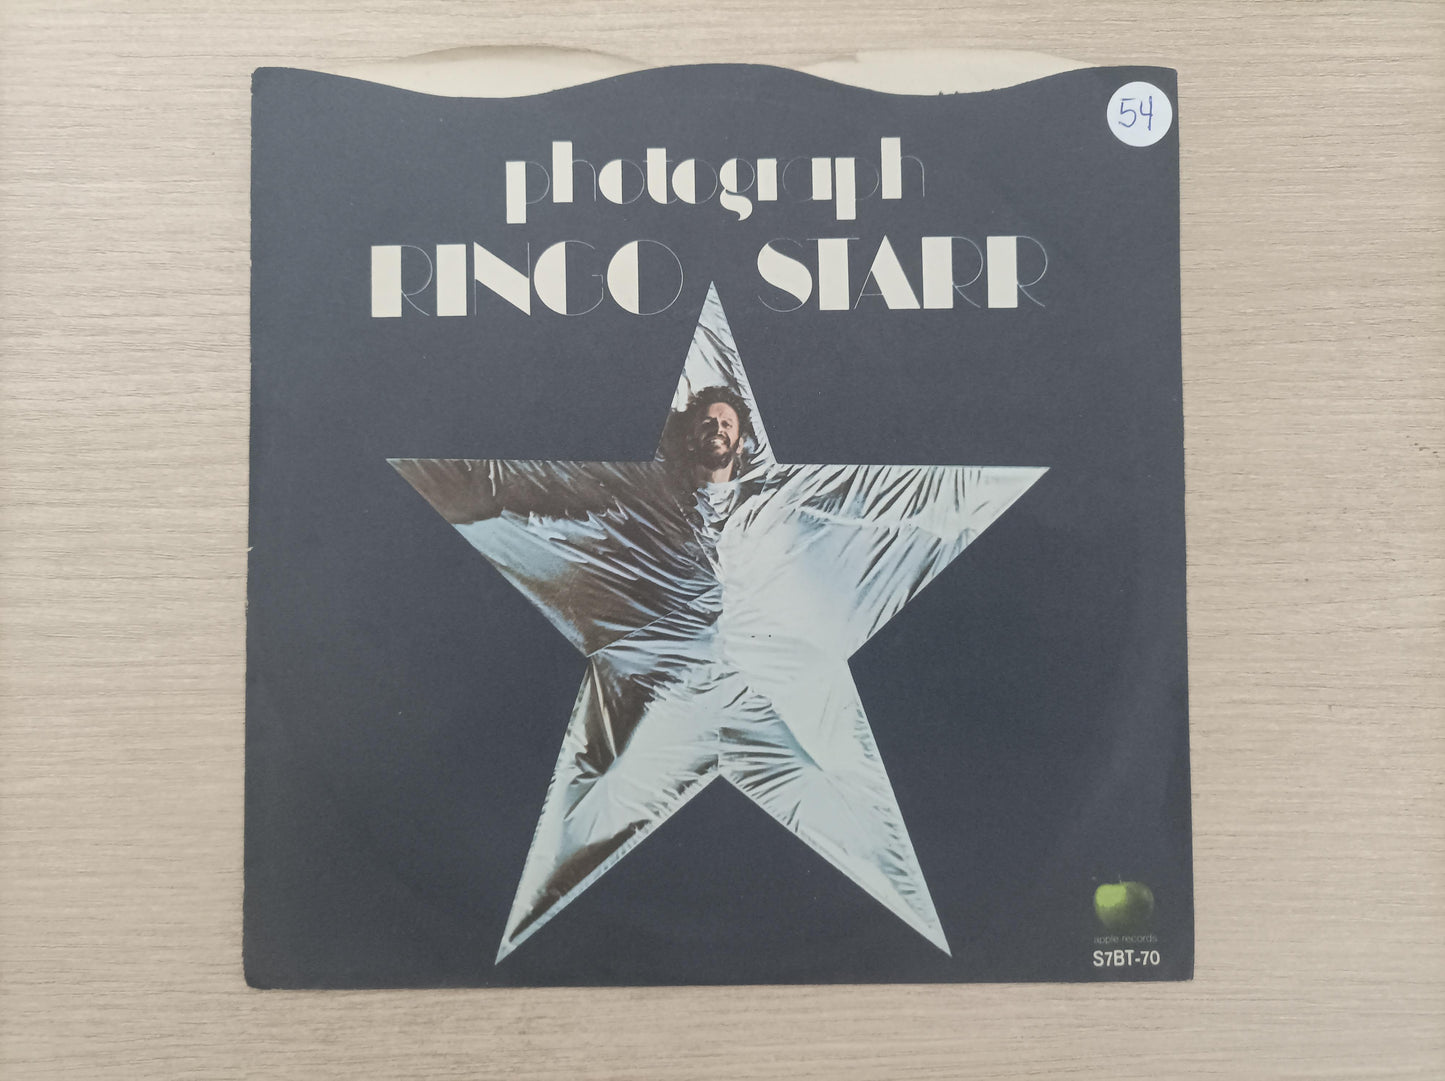 54
photograph
RINGO STARR
apple records
S7BT-70